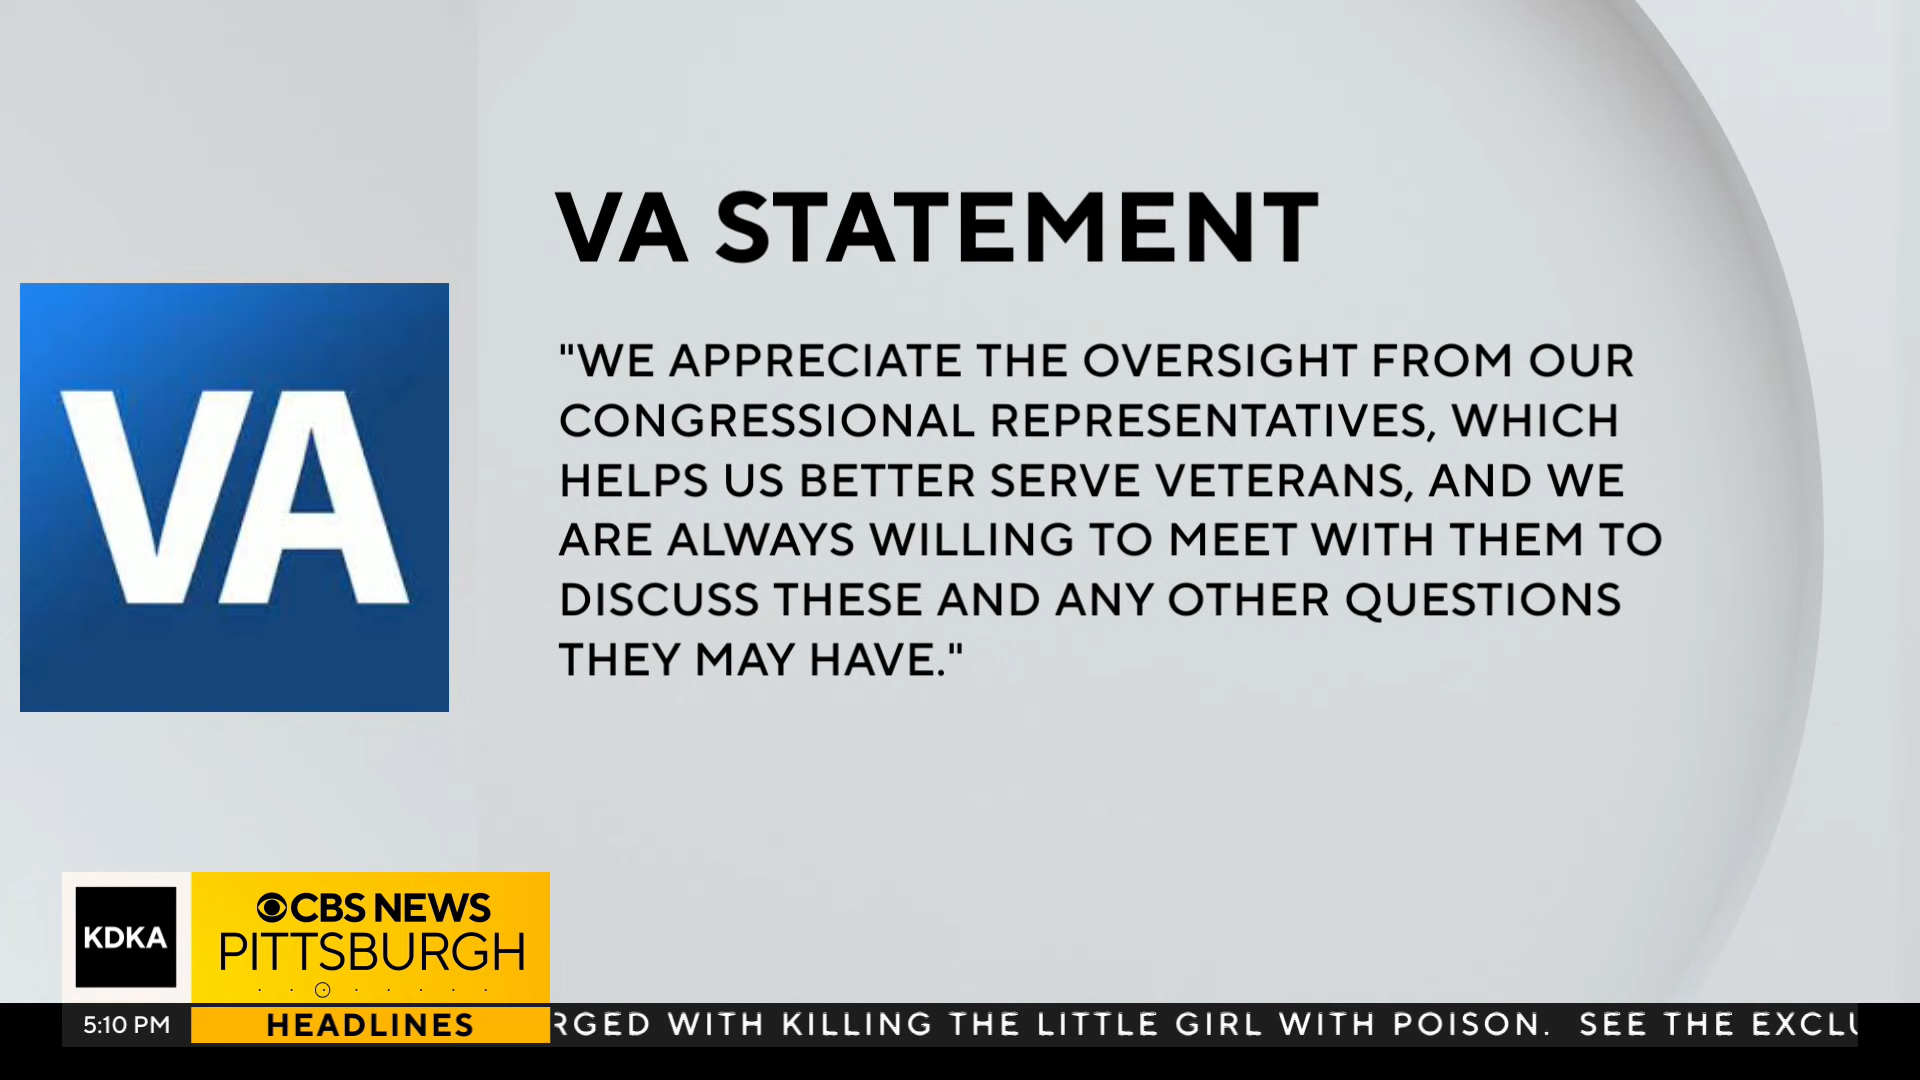 VA STATEMENT
VA
"WE APPRECIATE THE OVERSIGHT FROM OUR
CONGRESSIONAL REPRESENTATIVES, WHICH
HELPS US BETTER SERVE VETERANS, AND WE
ARE ALWAYS WILLING TO MEET WITH THEM TO
DISCUSS THESE AND ANY OTHER QUESTIONS
THEY MAY HAVE."
KDKA
CBS NEWS
PITTSBURGH
5:10 PM
HEADLINES
WITH KILLING THE LITTLE GIRL WITH POISON. SEE THE